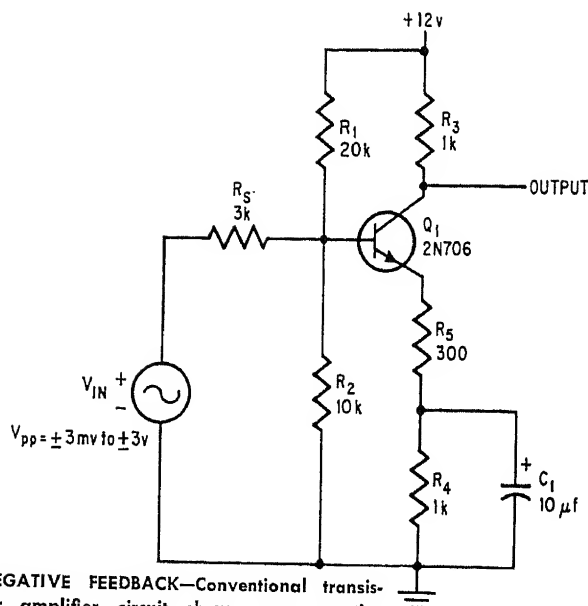 +12v
R1
20k
R3
1k
OUTPUT
RS
3k
Q1
2N706
R5
300
VIN
+
−
R2
10k
Vpp = ±3mv to ±3v
R4
1k
+
C1
10 μf
EGATIVE FEEDBACK—Conventional transis-
amplifier circuit